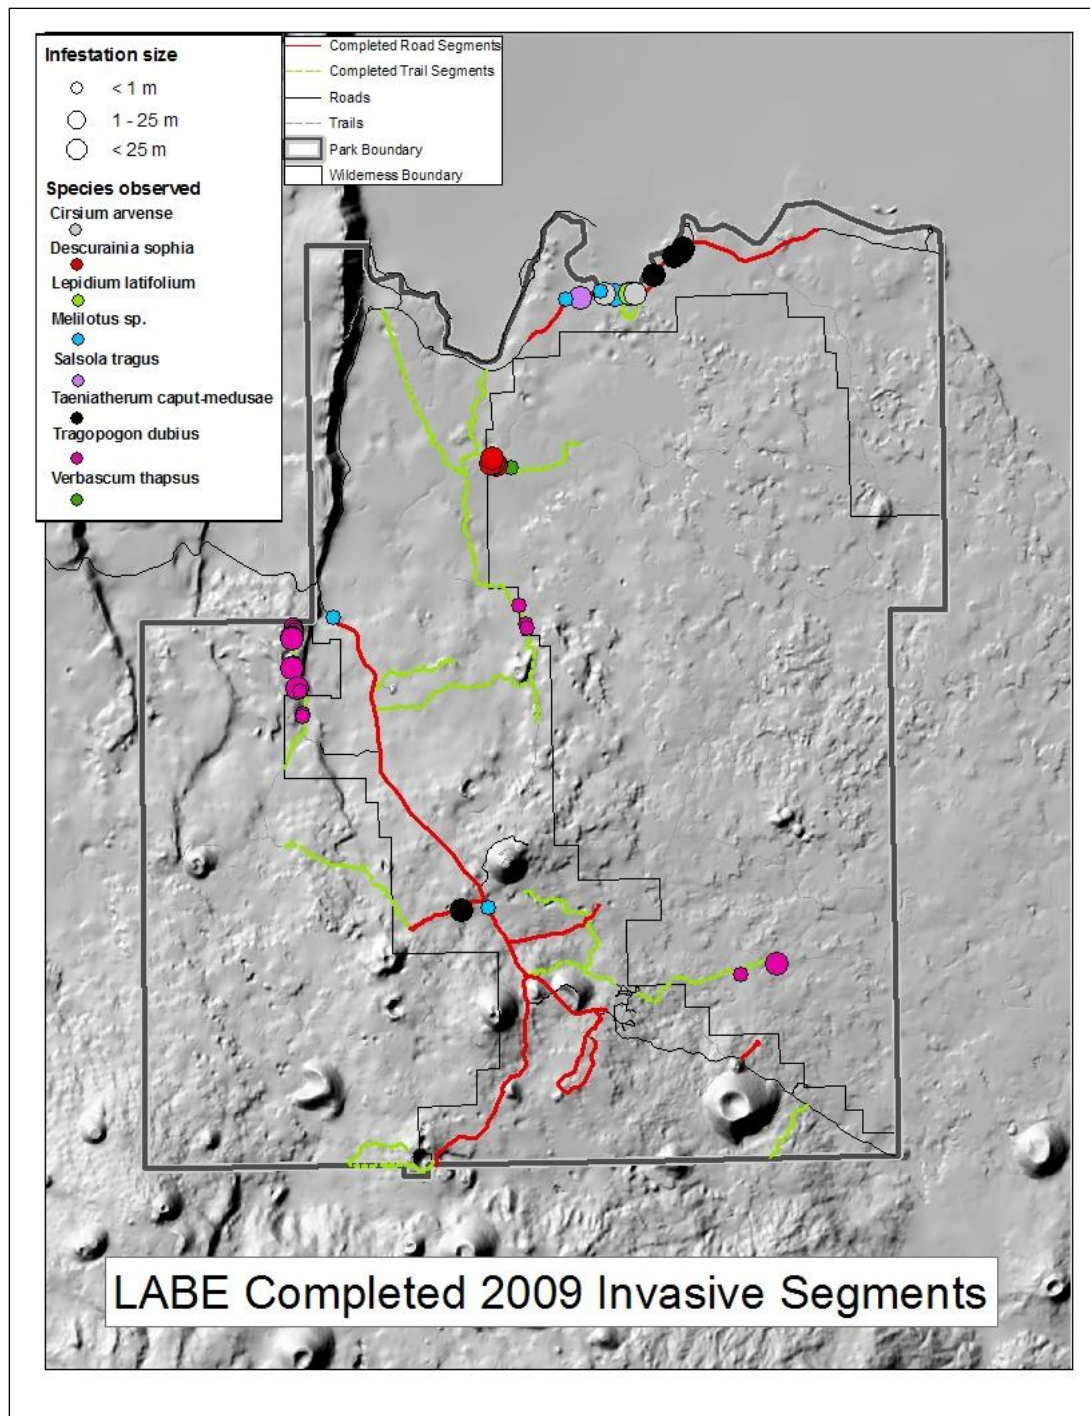 Infestation size
< 1 m
1 - 25 m
< 25 m
Species observed
Cirsium arvense
Descurainia sophia
Lepidium latifolium
Melilotus sp.
Salsola tragus
Taeniatherum caput-medusae
Tragopogon dubius
Verbascum thapsus
Completed Road Segments
Completed Trail Segments
Roads
Trails
Park Boundary
Wilderness Boundary
LABE Completed 2009 Invasive Segments